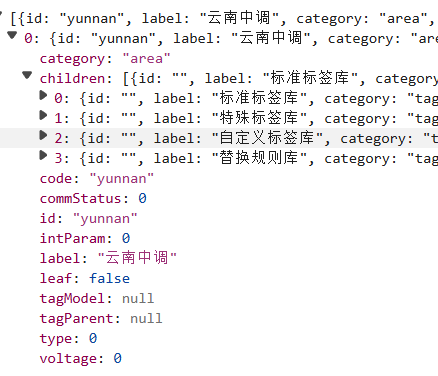 [{id: "yunnan", label: "云南中调", category: "area",
0: {id: "yunnan", label: "云南中调", category: "are
category: "area"
children: [{id: "", label: "标准标签库", categor
0: {id: "", label: "标准标签库", category: "tag
1: {id: "", label: "特殊标签库", category: "tag
2: {id: "", label: "自定义标签库", category: "t
3: {id: "", label: "替换规则库", category: "tag
code: "yunnan"
commStatus: 0
id: "yunnan"
intParam: 0
label: "云南中调"
leaf: false
tagModel: null
tagParent: null
type: 0
voltage: 0